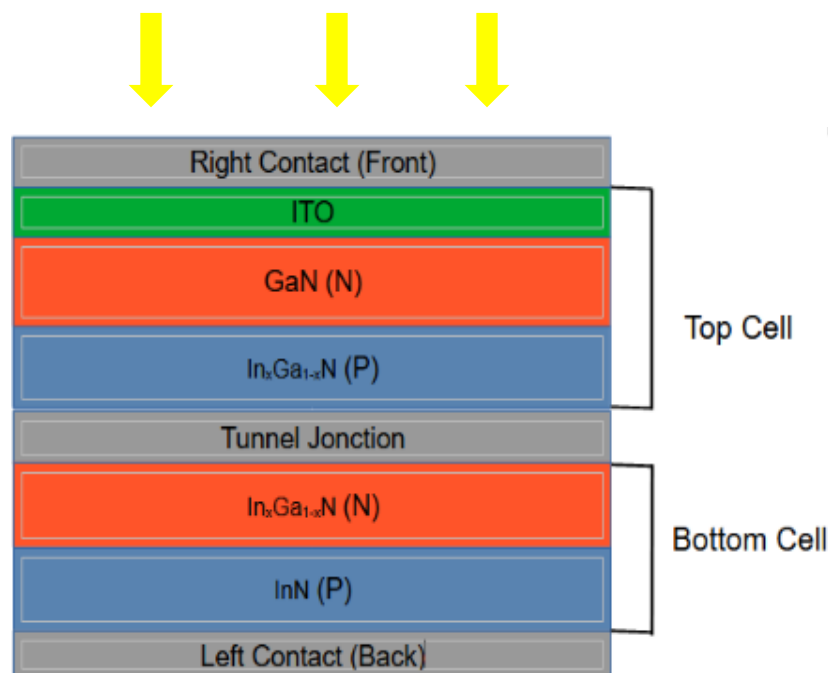 Right Contact (Front)
ITO
GaN (N)
InₓGa₁₋ₓN (P)
Top Cell
Tunnel Jonction
InₓGa₁₋ₓN (N)
Bottom Cell
InN (P)
Left Contact (Back)